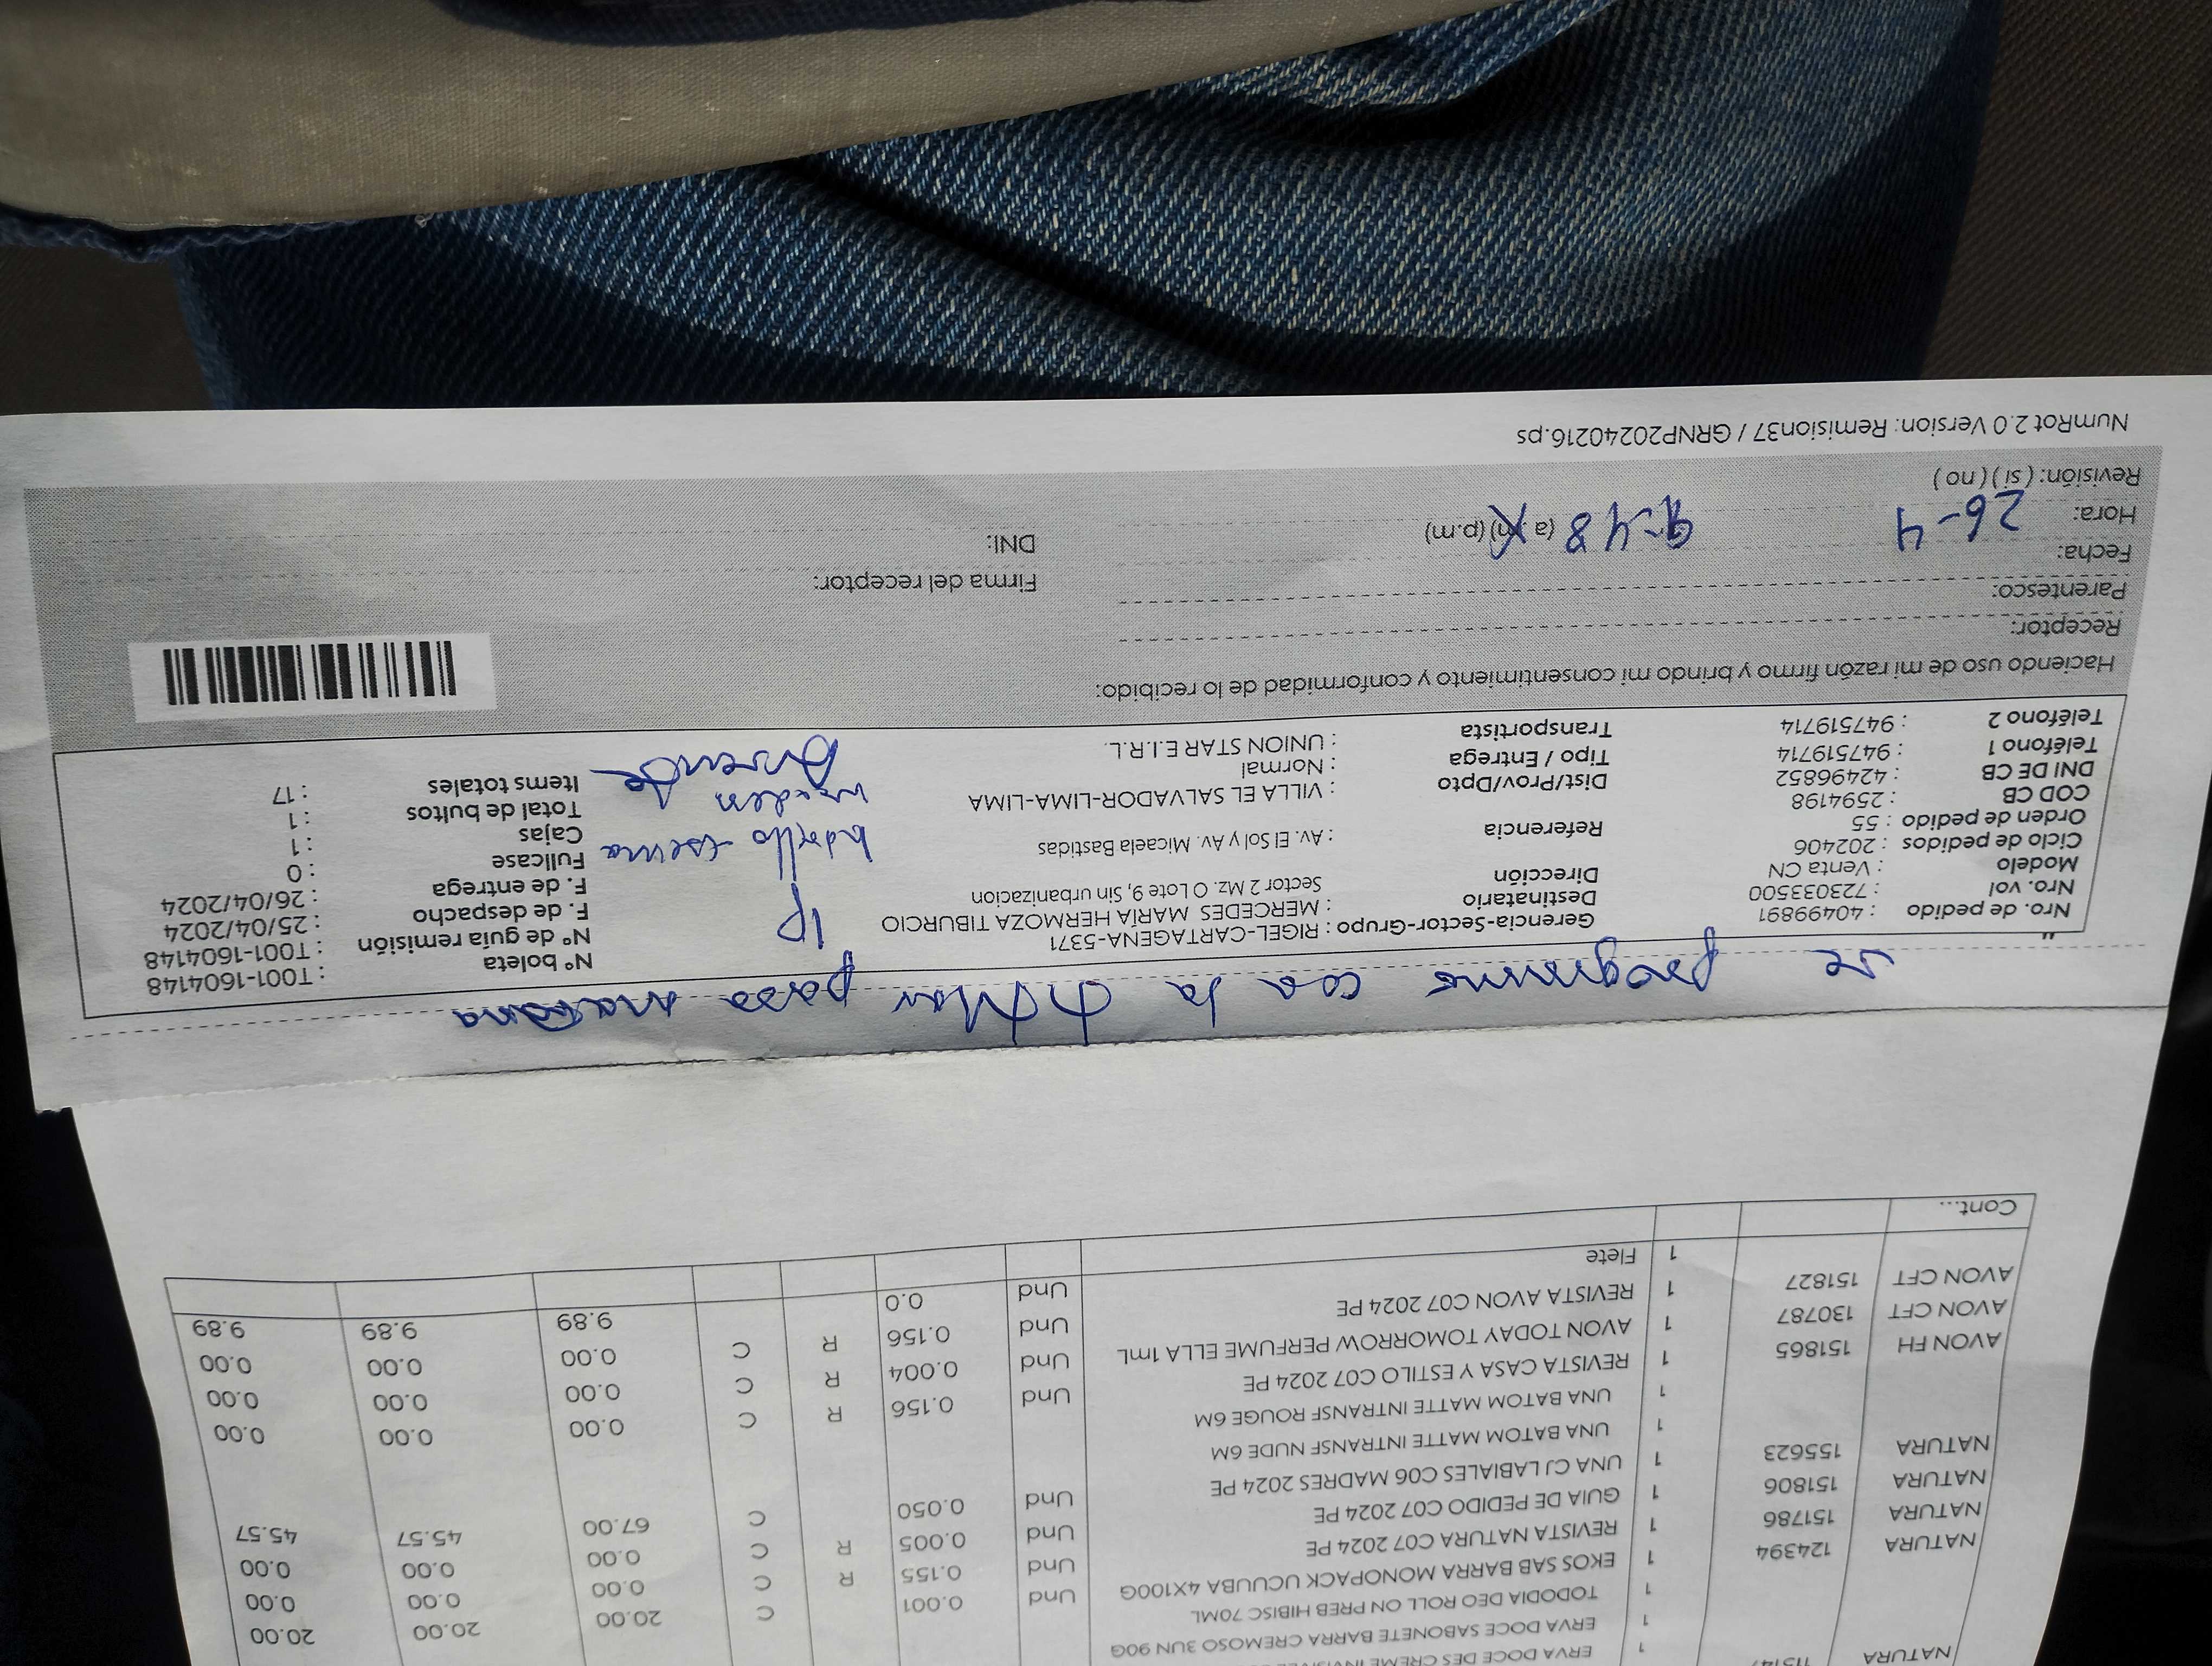 NATURA 1 ERVA DOCE DES CREME
1 ERVA DOCE SABONETE BARRA CREMOSO 3UN 90G
1 TODODIA DEO ROLL ON PREB HIBISC 70ML
NATURA 124394 1 EKOS SAB BARRA MONOPACK UCUUBA 4X100G Und 0.001 C 20.00 20.00 20.00
NATURA 151786 1 REVISTA NATURA C07 2024 PE Und 0.155 R C 0.00 0.00 0.00
NATURA 151806 1 GUIA DE PEDIDO C07 2024 PE Und 0.005 R C 0.00 0.00 0.00
NATURA 155623 1 UNA CJ LABIALES C06 MADRES 2024 PE Und 0.050 C 67.00 45.57 45.57
1 UNA BATOM MATTE INTRANSF NUDE 6M
1 UNA BATOM MATTE INTRANSF ROUGE 6M
AVON FH 151865 1 REVISTA CASA Y ESTILO C07 2024 PE Und 0.156 R C 0.00 0.00 0.00
AVON CFT 130787 1 AVON TODAY TOMORROW PERFUME ELLA 1mL Und 0.004 R C 0.00 0.00 0.00
AVON CFT 151827 1 REVISTA AVON C07 2024 PE Und 0.156 R C 0.00 0.00 0.00
1 Flete Und 0.0 9.89 9.89 9.89
Cont...
se programo con la pasa mañana
Nro. de pedido : 40499891 Gerencia-Sector-Grupo : RIGEL-CARTAGENA-5371 N° boleta : T001-1604148
Nro. vol : 723033500 Destinatario : MERCEDES MARÍA HERMOZA TIBURCIO 1P N° de guía remisión : T001-1604148
Modelo : Venta CN Dirección Sector 2 Mz. O Lote 9, Sin urbanizacion F. de despacho : 25/04/2024
Ciclo de pedidos : 202406 F. de entrega : 26/04/2024
Orden de pedido : 55 Referencia : Av. El Sol y Av. Micaela Bastidas ladrillo Fullcase : 0
COD CB : 2594198 Cajas : 1
DNI DE CB : 42496852 Dist/Prov/Dpto : VILLA EL SALVADOR-LIMA-LIMA Total de bultos : 1
Teléfono 1 : 947519714 Tipo / Entrega : Normal Items totales : 17
Teléfono 2 : 947519714 Transportista : UNION STAR E.I.R.L.
Haciendo uso de mi razón firmo y brindo mi consentimiento y conformidad de lo recibido:
Receptor:
Parentesco:
Firma del receptor:
Fecha: 26-4
Hora: 9-48 (a.m) (p.m)
DNI:
Revisión: ( si ) ( no )
NumRot 2.0 Version: Remision37 / GRNP20240216.ps